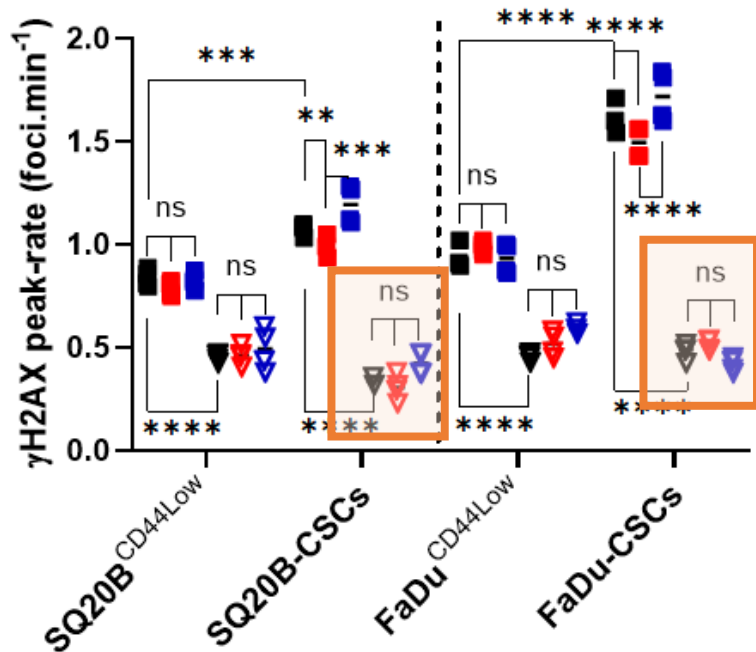 γH2AX peak-rate (foci.min⁻¹)
2.0
1.5
1.0
0.5
0.0
**** ****
***
**
***
****
ns
ns
ns
ns
ns
ns
****
****
****
****
SQ20B^CD44Low
SQ20B-CSCs
FaDu^CD44Low
FaDu-CSCs